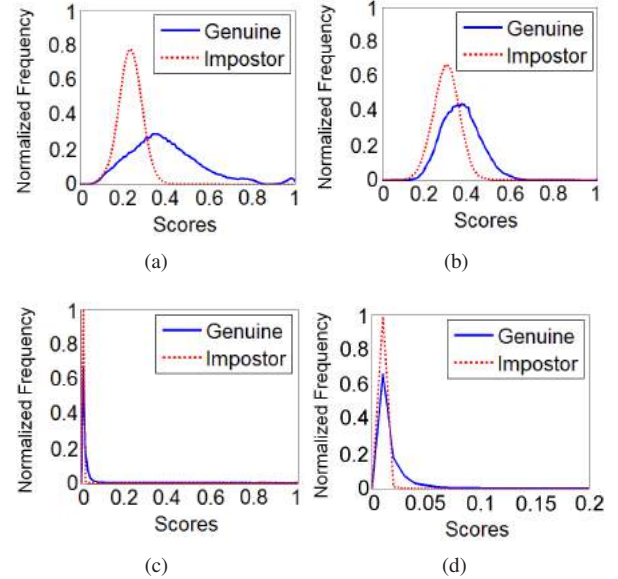 Normalized Frequency
1
0.8
0.6
0.4
0.2
0
Genuine
Impostor
0.2 0.4 0.6 0.8 1
Scores
(a)
Normalized Frequency
1
0.8
0.6
0.4
0.2
0
Genuine
Impostor
0 0.2 0.4 0.6 0.8 1
Scores
(b)
Normalized Frequency
1
0.8
0.6
0.4
0.2
0
Genuine
Impostor
0 0.2 0.4 0.6 0.8 1
Scores
(c)
Normalized Frequency
1
0.8
0.6
0.4
0.2
0
Genuine
Impostor
0 0.05 0.1 0.15 0.2
Scores
(d)